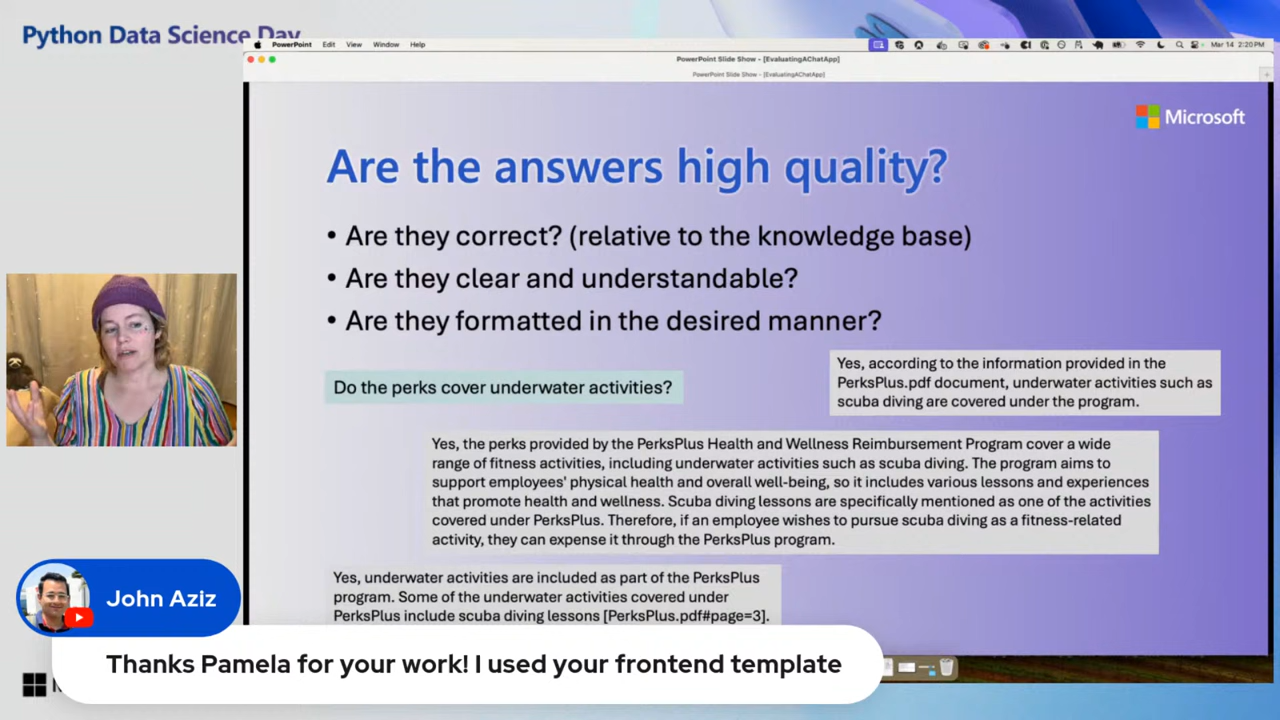 Python Data Science Day
PowerPoint Edit View Window Help
Mar 14 2:20 PM
PowerPoint Slide Show - [EvaluatingAChatApp]
PowerPoint Slide Show - [EvaluatingAChatApp]
Microsoft
Are the answers high quality?
• Are they correct? (relative to the knowledge base)
• Are they clear and understandable?
• Are they formatted in the desired manner?
Do the perks cover underwater activities?
Yes, according to the information provided in the
PerksPlus.pdf document, underwater activities such as
scuba diving are covered under the program.
Yes, the perks provided by the PerksPlus Health and Wellness Reimbursement Program cover a wide
range of fitness activities, including underwater activities such as scuba diving. The program aims to
support employees' physical health and overall well-being, so it includes various lessons and experiences
that promote health and wellness. Scuba diving lessons are specifically mentioned as one of the activities
covered under PerksPlus. Therefore, if an employee wishes to pursue scuba diving as a fitness-related
activity, they can expense it through the PerksPlus program.
Yes, underwater activities are included as part of the PerksPlus
program. Some of the underwater activities covered under
PerksPlus include scuba diving lessons [PerksPlus.pdf#page=3].
John Aziz
Thanks Pamela for your work! I used your frontend template